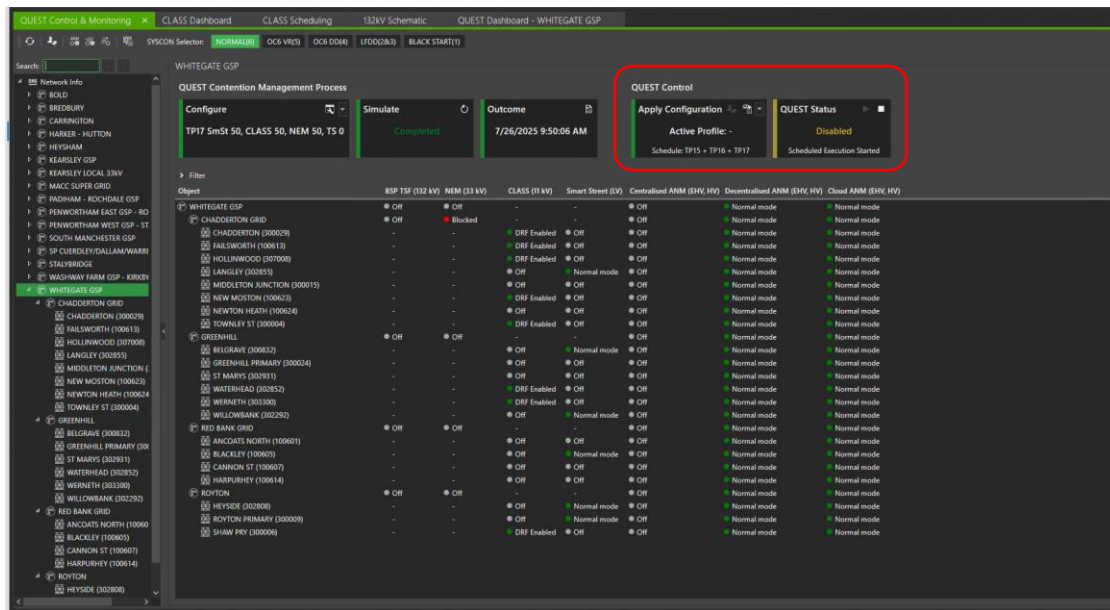 QUEST Control & Monitoring × CLASS Dashboard CLASS Scheduling 132kV Schematic QUEST Dashboard - WHITEGATE GSP
SYSCON Selector: NORMAL(6) OC6 VR(5) OC6 DD(4) LFDD(2&3) BLACK START(1)
Search:
Network Info
BOLD
BREDBURY
CARRINGTON
HARKER - HUTTON
HEYSHAM
KEARSLEY GSP
KEARSLEY LOCAL 33kV
MACC SUPER GRID
PADIHAM - ROCHDALE GSP
PENWORTHAM EAST GSP - RO
PENWORTHAM WEST GSP - ST.
SOUTH MANCHESTER GSP
SP CUERDLEY/DALLAM/WARRI
STALYBRIDGE
WASHWAY FARM GSP - KIRKBY
WHITEGATE GSP
CHADDERTON GRID
CHADDERTON (300029)
FAILSWORTH (100613)
HOLLINWOOD (307008)
LANGLEY (302855)
MIDDLETON JUNCTION (
NEW MOSTON (100623)
NEWTON HEATH (100624
TOWNLEY ST (300004)
GREENHILL
BELGRAVE (300832)
GREENHILL PRIMARY (300
ST MARYS (302931)
WATERHEAD (302852)
WERNETH (303300)
WILLOWBANK (302292)
RED BANK GRID
ANCOATS NORTH (10060
BLACKLEY (100605)
CANNON ST (100607)
HARPURHEY (100614)
ROYTON
HEYSIDE (302808)
WHITEGATE GSP
QUEST Contention Management Process
Configure
TP17 SmSt 50, CLASS 50, NEM 50, TS 0
Simulate
Completed
Outcome
7/26/2025 9:50:06 AM
QUEST Control
Apply Configuration
Active Profile: -
Schedule: TP15 + TP16 + TP17
QUEST Status
Disabled
Scheduled Execution Started
Filter
Object BSP TSF (132 kV) NEM (33 kV) CLASS (11 kV) Smart Street (LV) Centralised ANM (EHV, HV) Decentralised ANM (EHV, HV) Cloud ANM (EHV, HV)
WHITEGATE GSP Off Off - - Off Normal mode Normal mode
CHADDERTON GRID Off Blocked - - Off Normal mode Normal mode
CHADDERTON (300029) - - DRF Enabled Off Off Normal mode Normal mode
FAILSWORTH (100613) - - DRF Enabled Off Off Normal mode Normal mode
HOLLINWOOD (307008) - - DRF Enabled Off Off Normal mode Normal mode
LANGLEY (302855) - - Off Normal mode Off Normal mode Normal mode
MIDDLETON JUNCTION (300015) - - Off Off Off Normal mode Normal mode
NEW MOSTON (100623) - - DRF Enabled Off Off Normal mode Normal mode
NEWTON HEATH (100624) - - Off Off Off Normal mode Normal mode
TOWNLEY ST (300004) - - DRF Enabled Off Off Normal mode Normal mode
GREENHILL Off Off - - Off Normal mode Normal mode
BELGRAVE (300832) - - Off Normal mode Off Normal mode Normal mode
GREENHILL PRIMARY (300024) - - Off Off Off Normal mode Normal mode
ST MARYS (302931) - - Off Off Off Normal mode Normal mode
WATERHEAD (302852) - - DRF Enabled Off Off Normal mode Normal mode
WERNETH (303300) - - DRF Enabled Off Off Normal mode Normal mode
WILLOWBANK (302292) - - Off Normal mode Off Normal mode Normal mode
RED BANK GRID Off Off - - Off Normal mode Normal mode
ANCOATS NORTH (100601) - - Off Off Off Normal mode Normal mode
BLACKLEY (100605) - - Off Normal mode Off Normal mode Normal mode
CANNON ST (100607) - - Off Off Off Normal mode Normal mode
HARPURHEY (100614) - - Off Off Off Normal mode Normal mode
ROYTON Off Off - - Off Normal mode Normal mode
HEYSIDE (302808) - - Off Normal mode Off Normal mode Normal mode
ROYTON PRIMARY (300009) - - Off Normal mode Off Normal mode Normal mode
SHAW PRY (300006) - - DRF Enabled Off Off Normal mode Normal mode